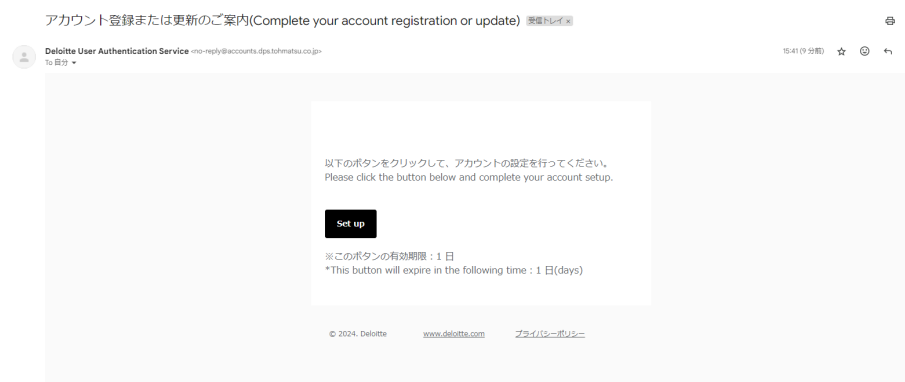 アカウント登録または更新のご案内(Complete your account registration or update) 受信トレイ ×
Deloitte User Authentication Service <no-reply@accounts.dps.tohmatsu.co.jp>
15:41 (9 分前)
To 自分
以下のボタンをクリックして、アカウントの設定を行ってください。
Please click the button below and complete your account setup.
Set up
※このボタンの有効期限：1 日
*This button will expire in the following time : 1 日(days)
© 2024. Deloitte www.deloitte.com プライバシーポリシー